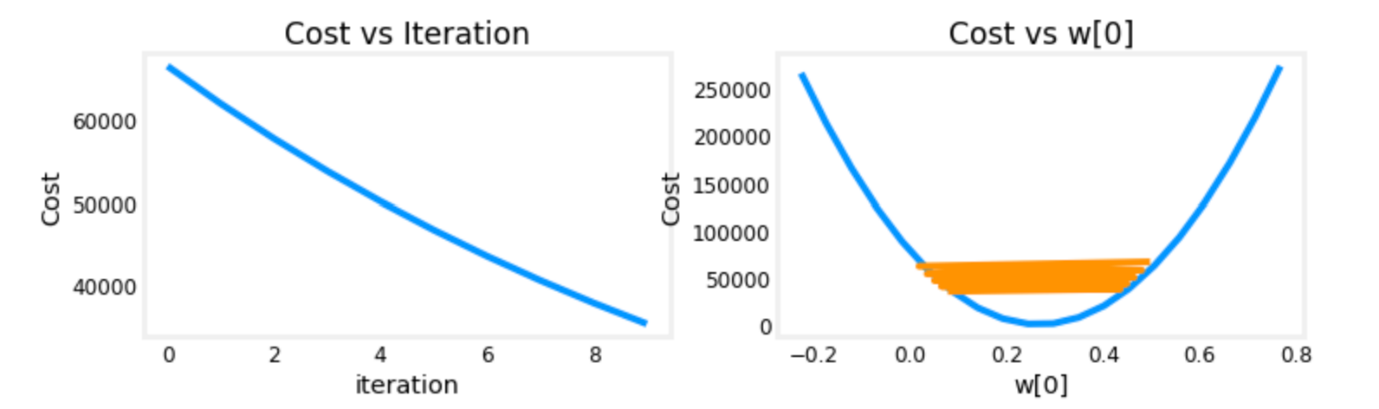 Cost vs Iteration
60000
50000
40000
Cost
0 2 4 6 8
iteration
Cost vs w[0]
250000
200000
150000
100000
50000
0
Cost
−0.2 0.0 0.2 0.4 0.6 0.8
w[0]